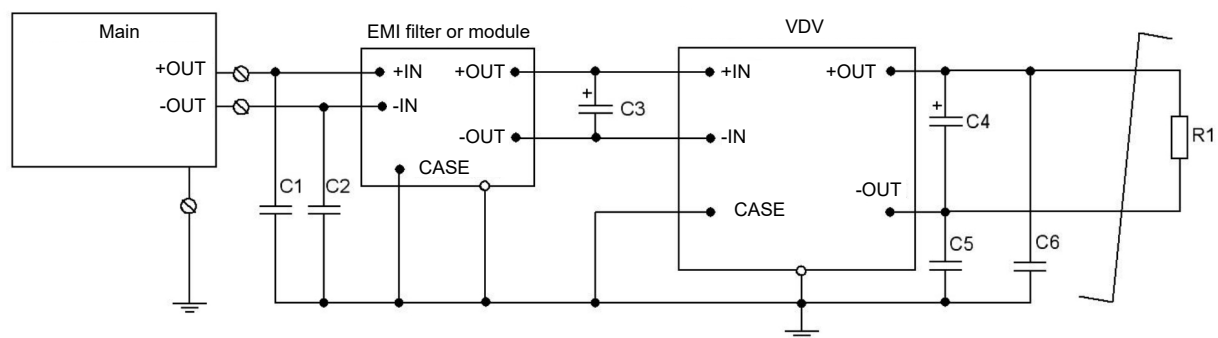 Main
+OUT
-OUT
EMI filter or module
+IN
-IN
+OUT
-OUT
CASE
C1
C2
+
C3
VDV
+IN
-IN
CASE
+OUT
-OUT
+
C4
C5
C6
R1